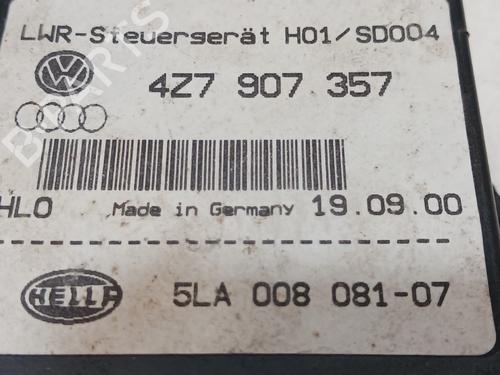 LWR-Steuergerät H01/SD004
4Z7 907 357
HLO Made in Germany 19.09.00
HELLA 5LA 008 081-07